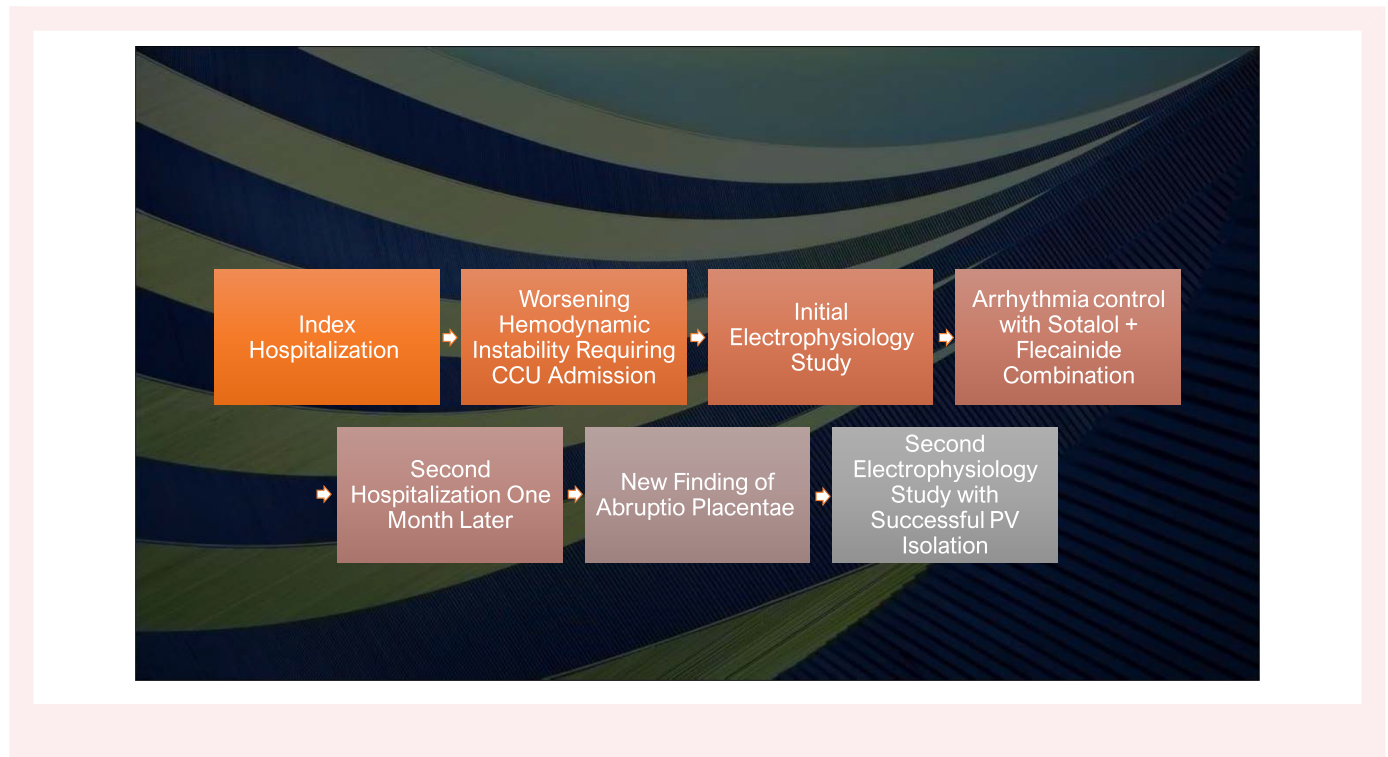 Index
Hospitalization
Worsening
Hemodynamic
Instability Requiring
CCU Admission
Initial
Electrophysiology
Study
Arrhythmia control
with Sotalol +
Flecainide
Combination
Second
Hospitalization One
Month Later
New Finding of
Abruptio Placentae
Second
Electrophysiology
Study with
Successful PV
Isolation